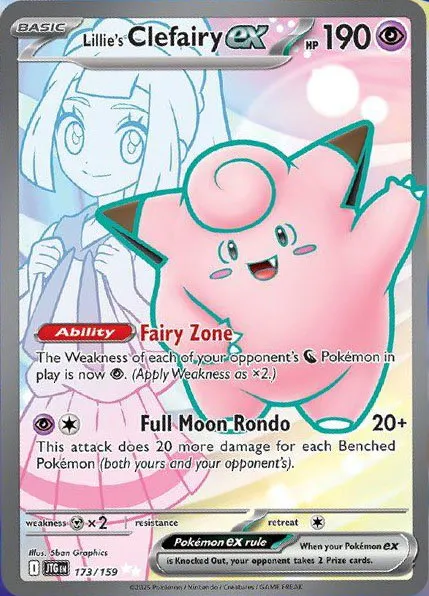 BASIC
Lillie's Clefairy ex HP 190
Ability Fairy Zone
The Weakness of each of your opponent's Pokémon in
play is now . (Apply Weakness as ×2.)
Full Moon Rondo 20+
This attack does 20 more damage for each Benched
Pokémon (both yours and your opponent's).
weakness ×2 resistance retreat
Illus. 5ban Graphics
I JTG EN 173/159
Pokémon ex rule When your Pokémon ex
is Knocked Out, your opponent takes 2 Prize cards.
©2025 Pokémon / Nintendo / Creatures / GAME FREAK